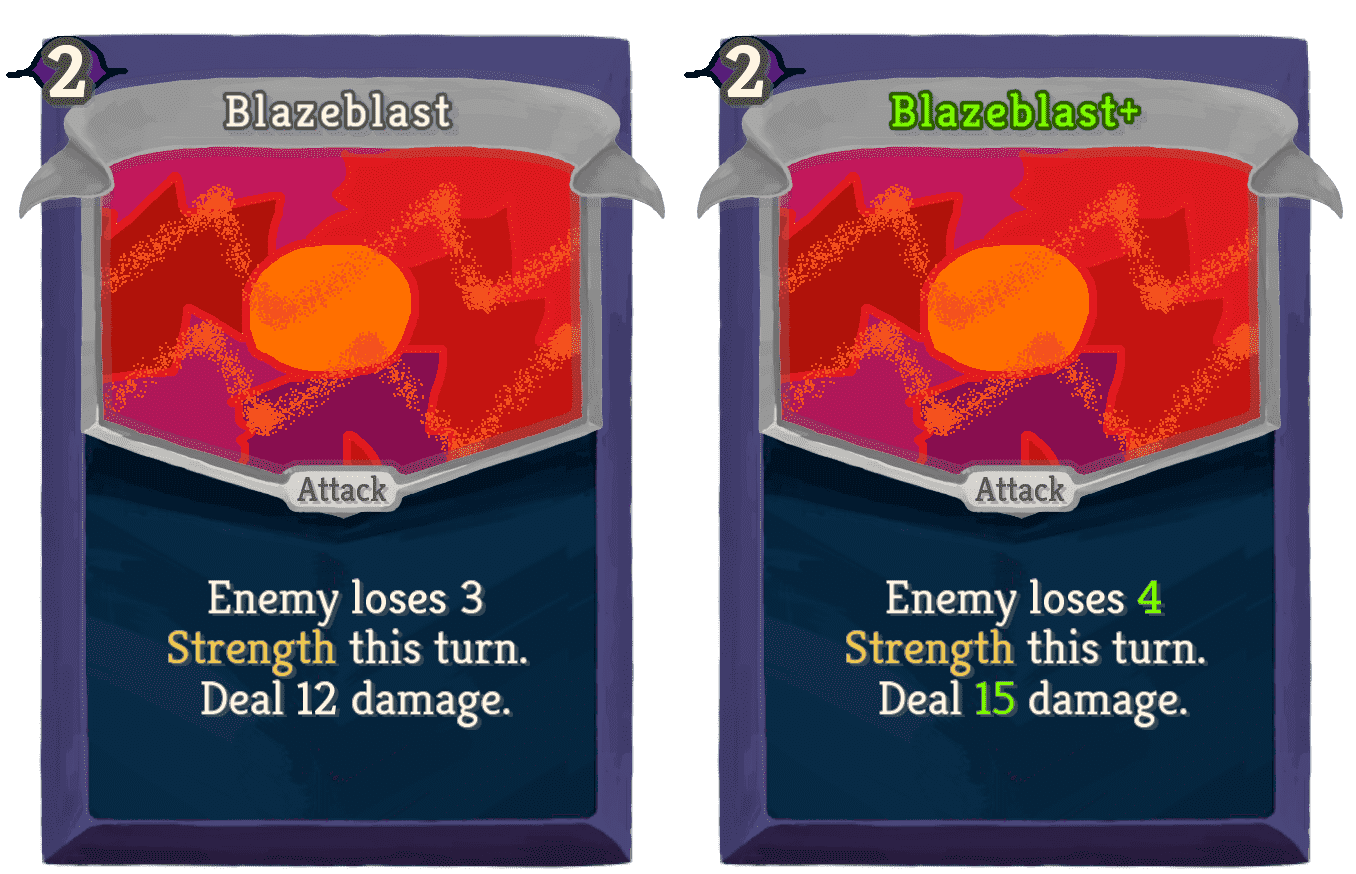 2
Blazeblast
Attack
Enemy loses 3
Strength this turn.
Deal 12 damage.
2
Blazeblast+
Attack
Enemy loses 4
Strength this turn.
Deal 15 damage.